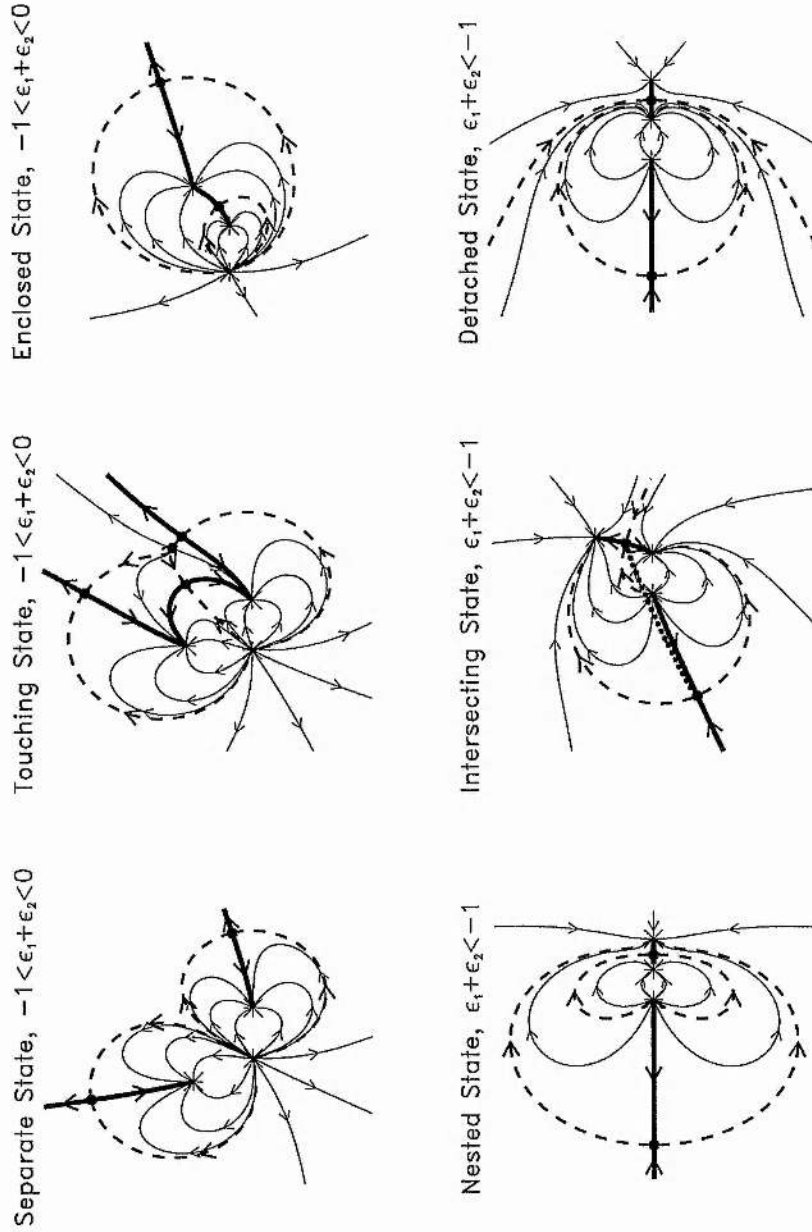 Separate State, -1<ϵ₁+ϵ₂<0
Touching State, -1<ϵ₁+ϵ₂<0
Enclosed State, -1<ϵ₁+ϵ₂<0
Nested State, ϵ₁+ϵ₂<-1
Intersecting State, ϵ₁+ϵ₂<-1
Detached State, ϵ₁+ϵ₂<-1